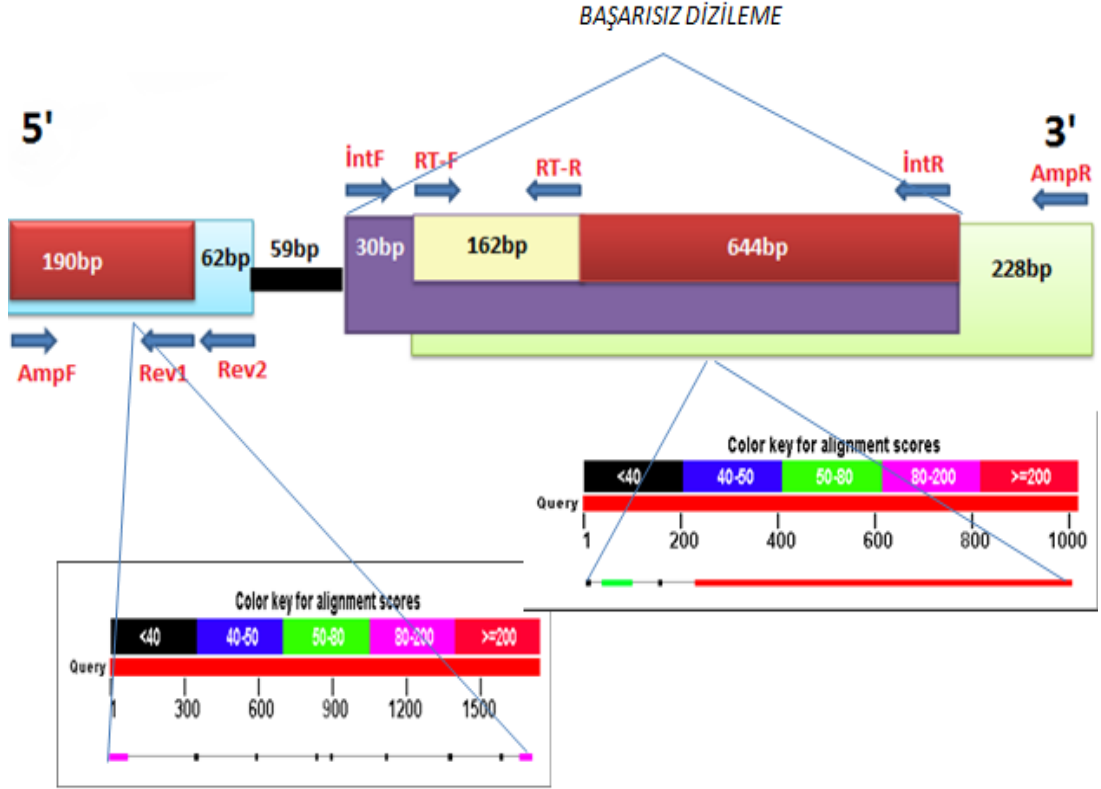 BAŞARISIZ DİZİLEME
5'
3'
İntF
RT-F
RT-R
İntR
AmpR
190bp
62bp
59bp
30bp
162bp
644bp
228bp
AmpF
Rev1
Rev2
Color key for alignment scores
<40 40-50 50-80 80-200 >=200
Query
1 200 400 600 800 1000
Color key for alignment scores
<40 40-50 50-80 80-200 >=200
Query
1 300 600 900 1200 1500